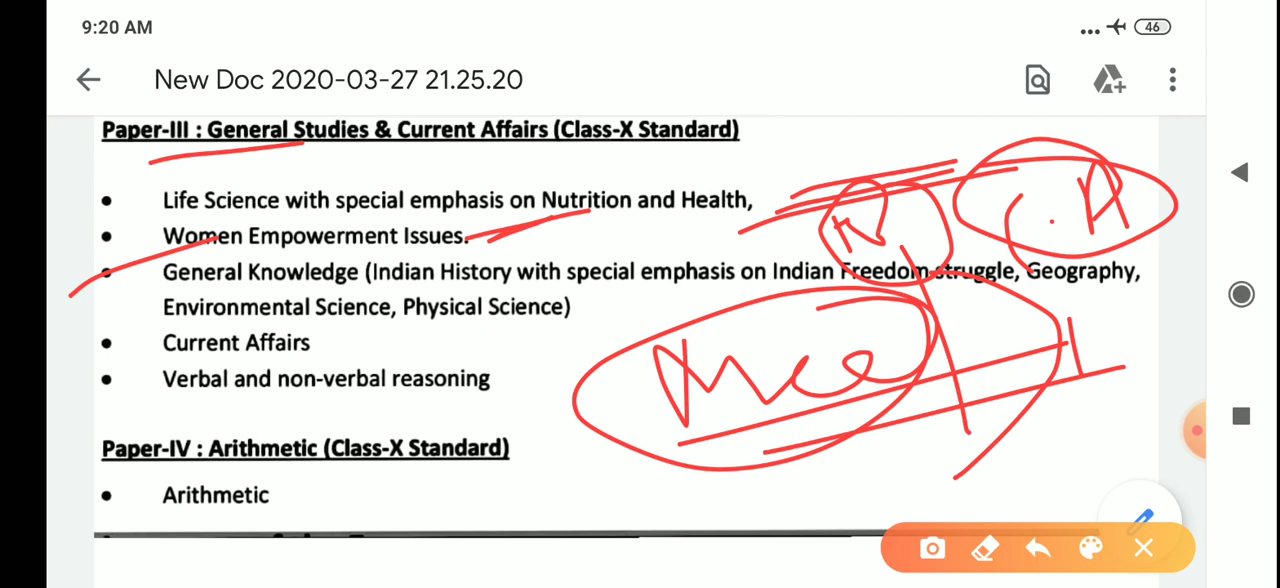 9:20 AM
46
New Doc 2020-03-27 21.25.20
Paper-III : General Studies & Current Affairs (Class-X Standard)
• Life Science with special emphasis on Nutrition and Health,
• Women Empowerment Issues.
• General Knowledge (Indian History with special emphasis on Indian Freedom struggle, Geography,
Environmental Science, Physical Science)
• Current Affairs
• Verbal and non-verbal reasoning
Paper-IV : Arithmetic (Class-X Standard)
• Arithmetic